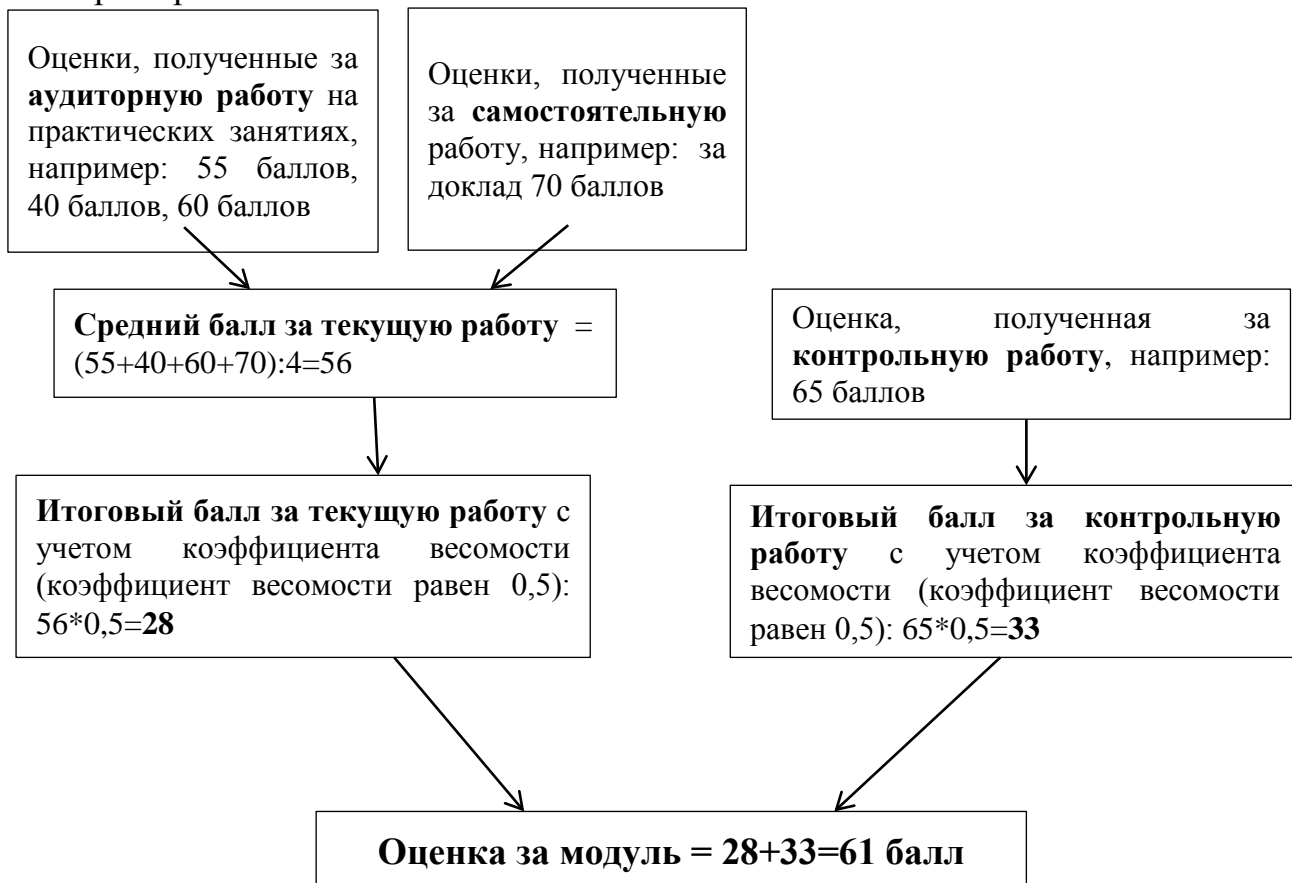 Оценки, полученные за
аудиторную работу на
практических занятиях,
например: 55 баллов,
40 баллов, 60 баллов
Оценки, полученные
за самостоятельную
работу, например: за
доклад 70 баллов
Средний балл за текущую работу =
(55+40+60+70):4=56
Оценка, полученная за
контрольную работу, например:
65 баллов
Итоговый балл за текущую работу с
учетом коэффициента весомости
(коэффициент весомости равен 0,5):
56*0,5=28
Итоговый балл за контрольную
работу с учетом коэффициента
весомости (коэффициент весомости
равен 0,5): 65*0,5=33
Оценка за модуль = 28+33=61 балл